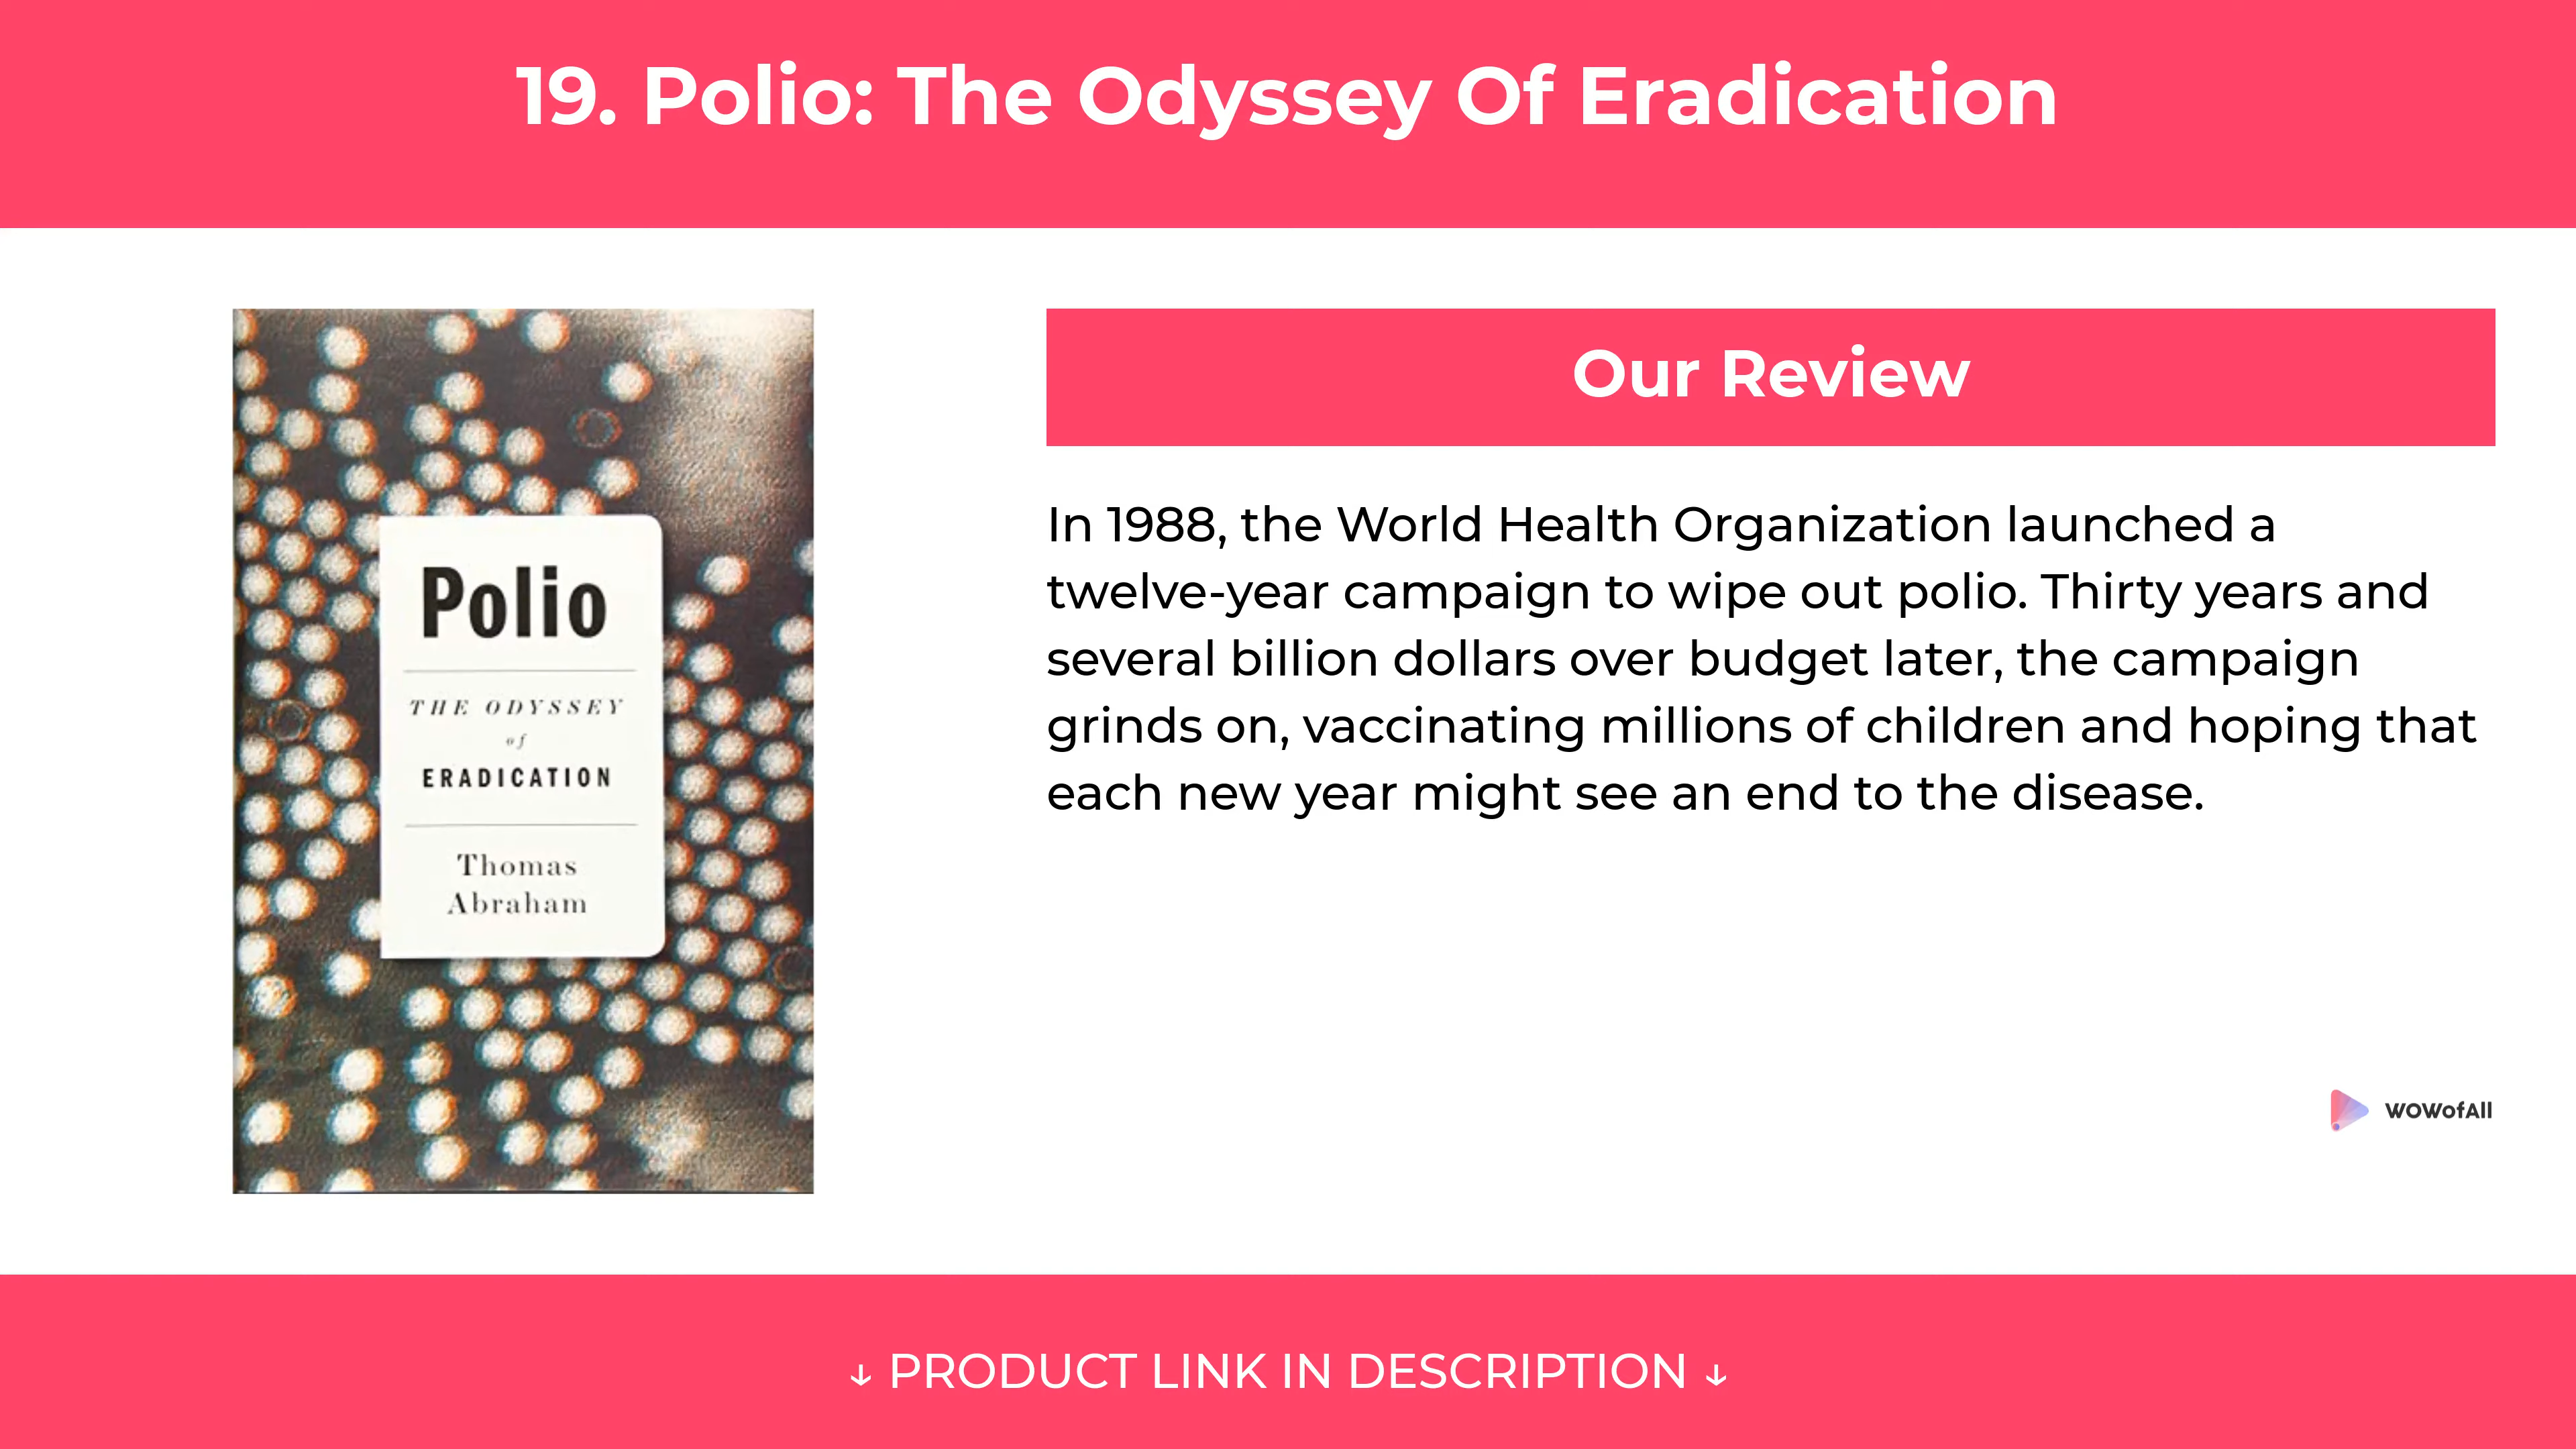 19. Polio: The Odyssey Of Eradication
Polio
THE ODYSSEY
of
ERADICATION
Thomas
Abraham
Our Review
In 1988, the World Health Organization launched a
twelve-year campaign to wipe out polio. Thirty years and
several billion dollars over budget later, the campaign
grinds on, vaccinating millions of children and hoping that
each new year might see an end to the disease.
WOWofAll
↓ PRODUCT LINK IN DESCRIPTION ↓